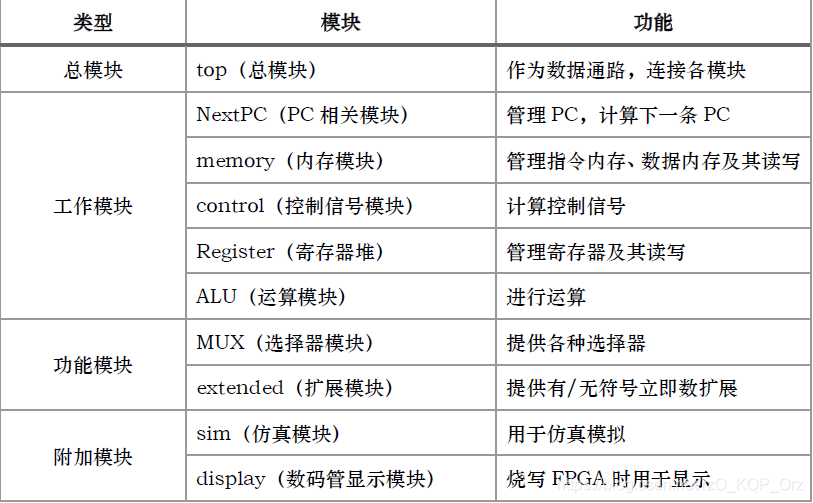 类型 模块 功能
总模块 top（总模块） 作为数据通路，连接各模块
工作模块 NextPC（PC 相关模块） 管理 PC，计算下一条 PC
memory（内存模块） 管理指令内存、数据内存及其读写
control（控制信号模块） 计算控制信号
Register（寄存器堆） 管理寄存器及其读写
ALU（运算模块） 进行运算
功能模块 MUX（选择器模块） 提供各种选择器
extended（扩展模块） 提供有/无符号立即数扩展
附加模块 sim（仿真模块） 用于仿真模拟
display（数码管显示模块） 烧写 FPGA 时用于显示